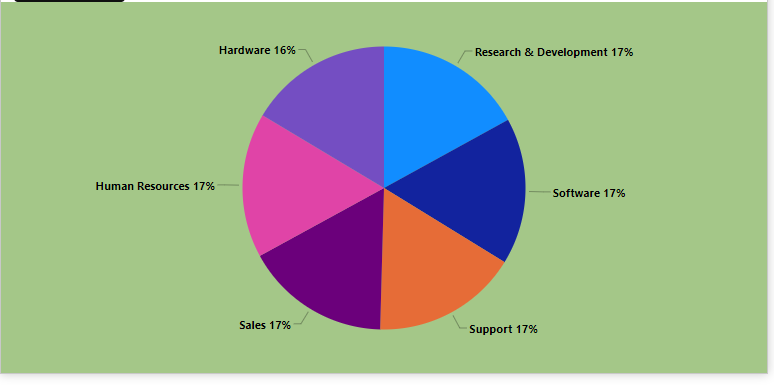 Hardware 16%
Research & Development 17%
Human Resources 17%
Software 17%
Sales 17%
Support 17%